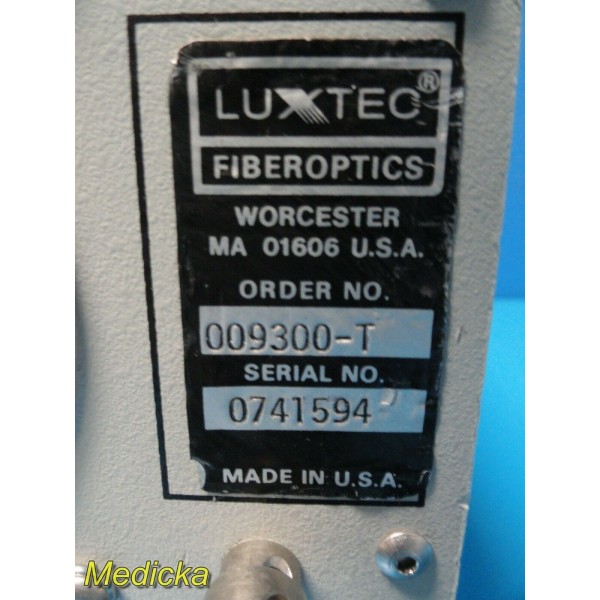 LUXTEC®
FIBEROPTICS
WORCESTER
MA 01606 U.S.A.
ORDER NO.
009300-T
SERIAL NO.
0741594
MADE IN U.S.A.
Medicka